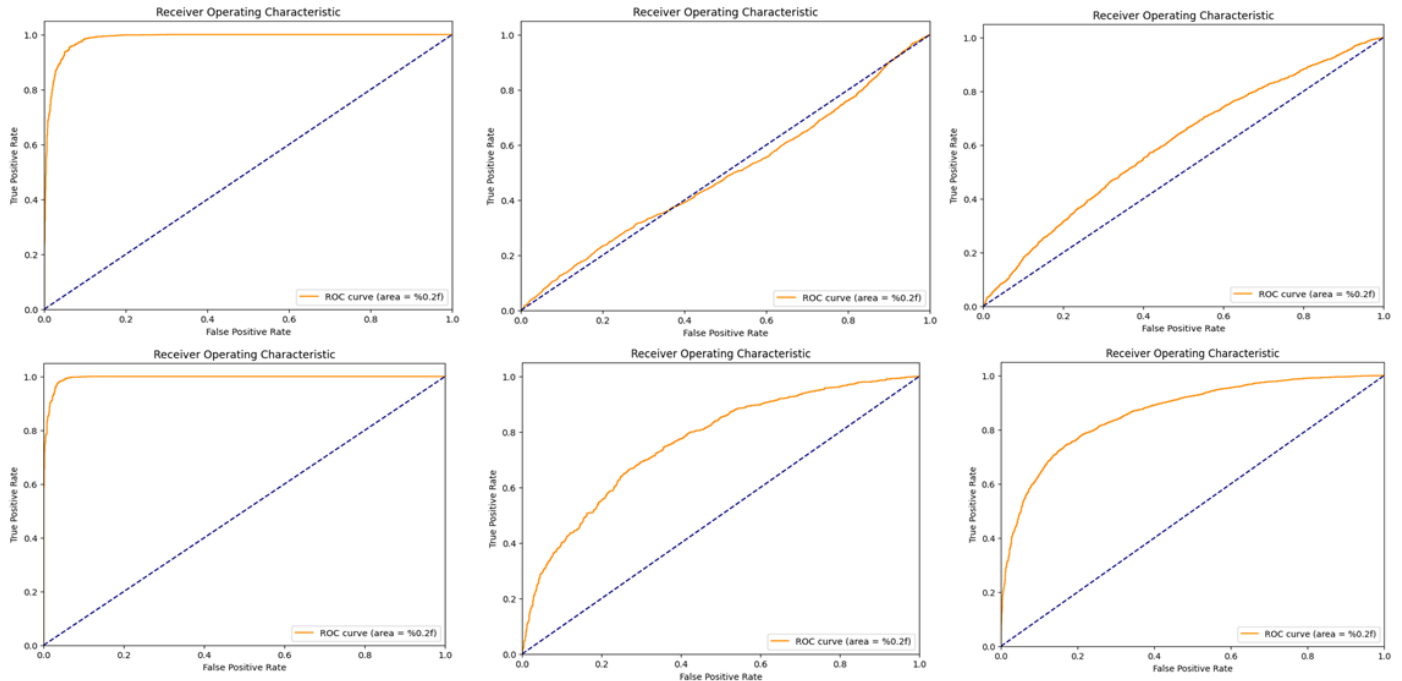 Receiver Operating Characteristic
1.0
0.8
0.6
0.4
0.2
0.0
True Positive Rate
ROC curve (area = %0.2f)
0.0 0.2 0.4 0.6 0.8 1.0
False Positive Rate
Receiver Operating Characteristic
1.0
0.8
0.6
0.4
0.2
0.0
True Positive Rate
ROC curve (area = %0.2f)
0.0 0.2 0.4 0.6 0.8 1.0
False Positive Rate
Receiver Operating Characteristic
1.0
0.8
0.6
0.4
0.2
0.0
True Positive Rate
ROC curve (area = %0.2f)
0.0 0.2 0.4 0.6 0.8 1.0
False Positive Rate
Receiver Operating Characteristic
1.0
0.8
0.6
0.4
0.2
0.0
True Positive Rate
ROC curve (area = %0.2f)
0.0 0.2 0.4 0.6 0.8 1.0
False Positive Rate
Receiver Operating Characteristic
1.0
0.8
0.6
0.4
0.2
0.0
True Positive Rate
ROC curve (area = %0.2f)
0.0 0.2 0.4 0.6 0.8 1.0
False Positive Rate
Receiver Operating Characteristic
1.0
0.8
0.6
0.4
0.2
0.0
True Positive Rate
ROC curve (area = %0.2f)
0.0 0.2 0.4 0.6 0.8 1.0
False Positive Rate